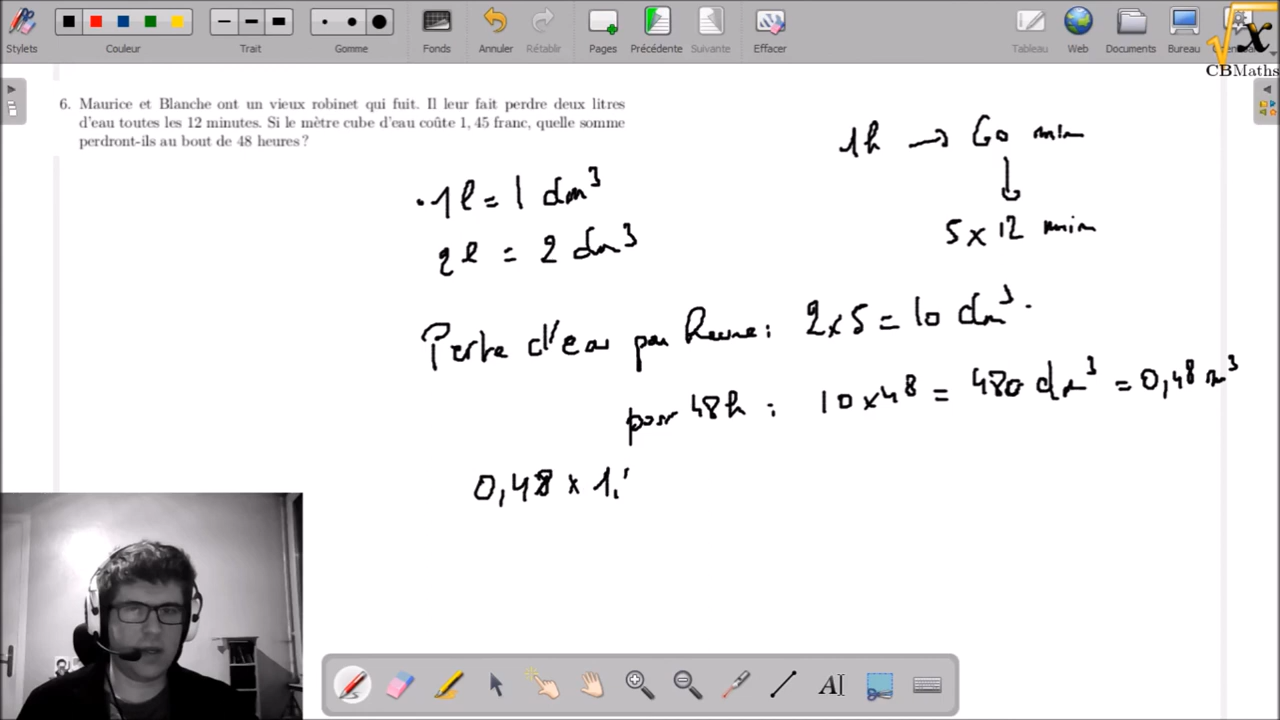 Stylets
Couleur
Trait
Gomme
Fonds
Annuler
Rétablir
Pages
Précédente
Suivante
Effacer
Tableau
Web
Documents
Bureau
CBMaths
6. Maurice et Blanche ont un vieux robinet qui fuit. Il leur fait perdre deux litres
d'eau toutes les 12 minutes. Si le mètre cube d'eau coûte 1, 45 franc, quelle somme
perdront-ils au bout de 48 heures ?
1h → 60 min
5 x 12 min
• 1l = 1 dm³
2l = 2 dm³
Perte d'eau par heure : 2x5 = 10 dm³.
pour 48h : 10 x 48 = 480 dm³ = 0,48 m³
0,48 x 1,